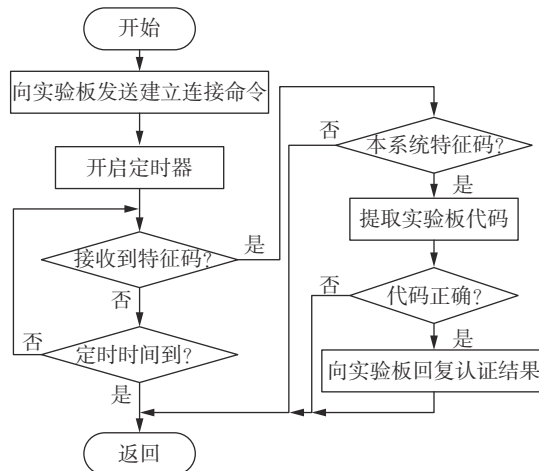 开始
向实验板发送建立连接命令
开启定时器
接收到特征码?
是
否
定时时间到?
否
是
返回
本系统特征码?
否
是
提取实验板代码
代码正确?
否
是
向实验板回复认证结果